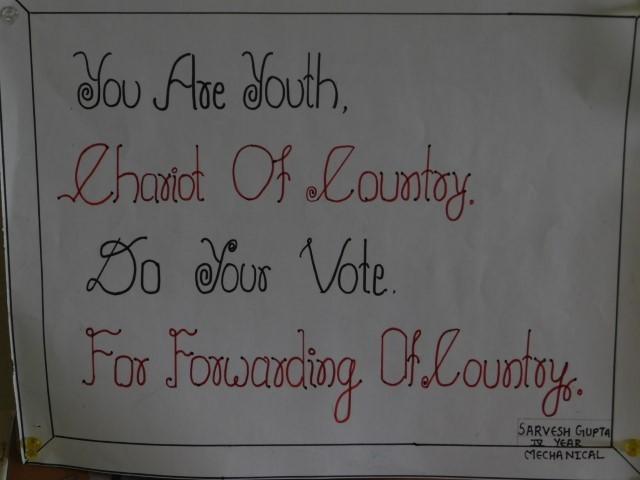 You Are Youth,
Chariot Of Country.
Do Your Vote.
For Forwarding Of Country.
SARVESH GUPTA
IV YEAR
MECHANICAL